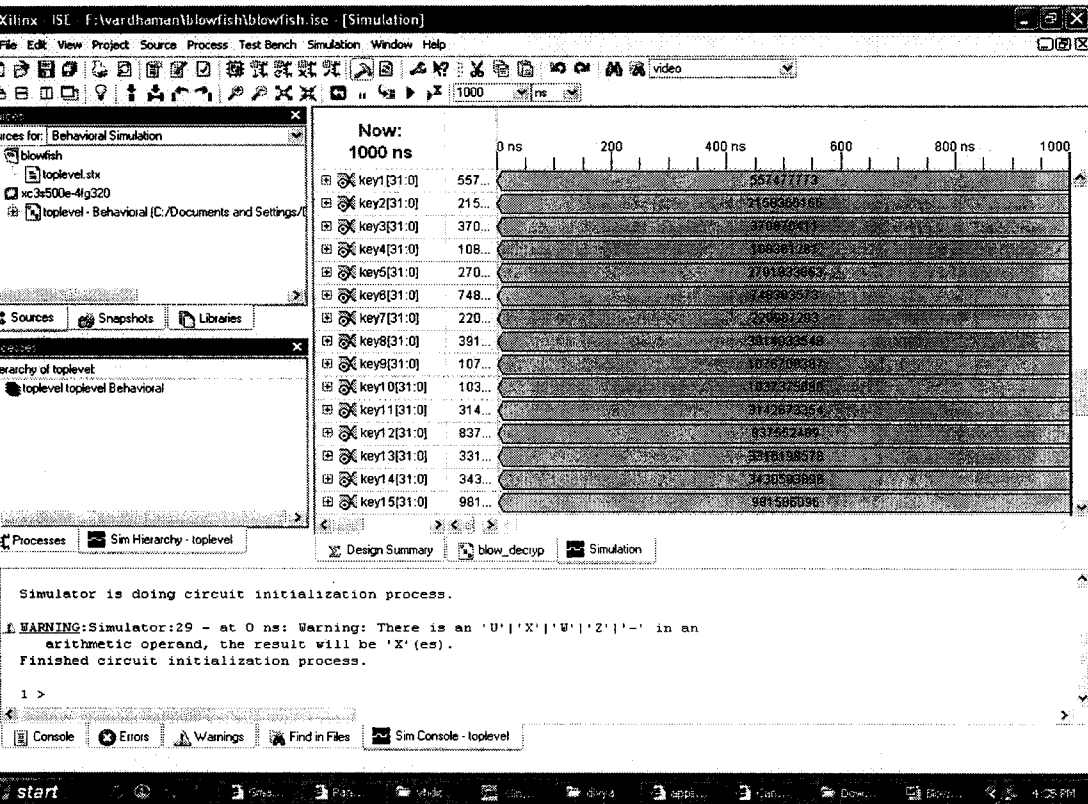 Xilinx - ISE - F:\vardhaman\blowfish\blowfish.ise - [Simulation]
File Edit View Project Source Process Test Bench Simulation Window Help
video
1000 ns
Sources for: Behavioral Simulation
blowfish
toplevel.stx
xc3s500e-4fg320
toplevel - Behavioral (C:/Documents and Settings/
Sources Snapshots Libraries
Hierarchy of toplevel:
toplevel toplevel Behavioral
Processes Sim Hierarchy - toplevel
Now:
1000 ns
0 ns 200 400 ns 600 800 ns 1000
key1[31:0] 557... 557477773
key2[31:0] 215...
key3[31:0] 370...
key4[31:0] 108...
key5[31:0] 270...
key6[31:0] 748...
key7[31:0] 220...
key8[31:0] 391...
key9[31:0] 107...
key10[31:0] 103...
key11[31:0] 314... 3142673354
key12[31:0] 837... 837652489
key13[31:0] 331...
key14[31:0] 343...
key15[31:0] 981...
Design Summary blow_decryp Simulation
Simulator is doing circuit initialization process.
WARNING:Simulator:29 - at 0 ns: Warning: There is an 'U'|'X'|'W'|'Z'|'-' in an
arithmetic operand, the result will be 'X'(es).
Finished circuit initialization process.
1 >
Console Errors Warnings Find in Files Sim Console - toplevel
start 4:05 PM